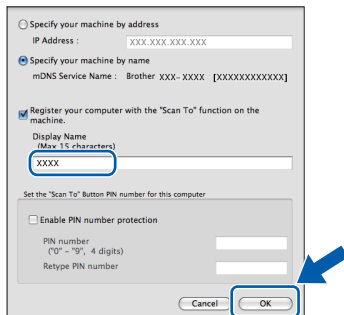 Specify your machine by address
IP Address : XXX.XXX.XXX.XXX
Specify your machine by name
mDNS Service Name : Brother XXX-XXXX [XXXXXXXXXXXX]
Register your computer with the "Scan To" function on the
machine.
Display Name
(Max 15 characters)
XXXX
Set the "Scan To" Button PIN number for this computer
Enable PIN number protection
PIN number
("0" – "9", 4 digits)
Retype PIN number
Cancel OK